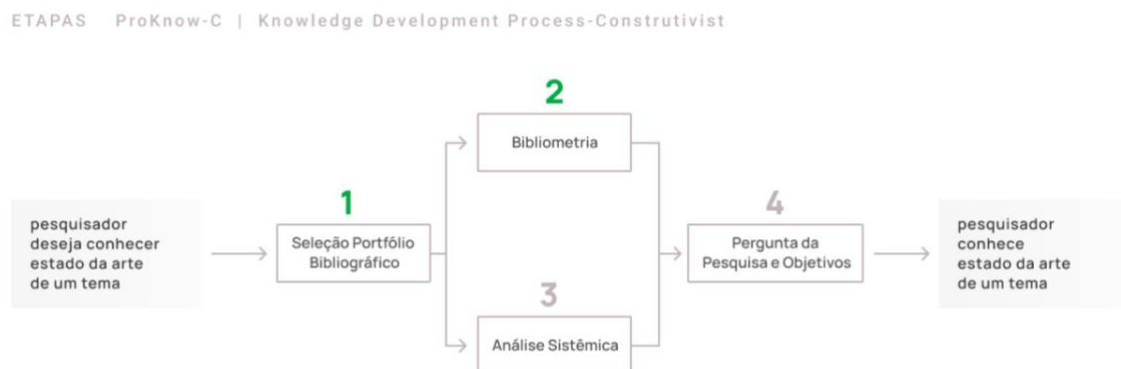 ETAPAS ProKnow-C | Knowledge Development Process-Construtivist
pesquisador
deseja conhecer
estado da arte
de um tema
1
Seleção Portfólio
Bibliográfico
2
Bibliometria
3
Análise Sistêmica
4
Pergunta da
Pesquisa e Objetivos
pesquisador
conhece
estado da arte
de um tema